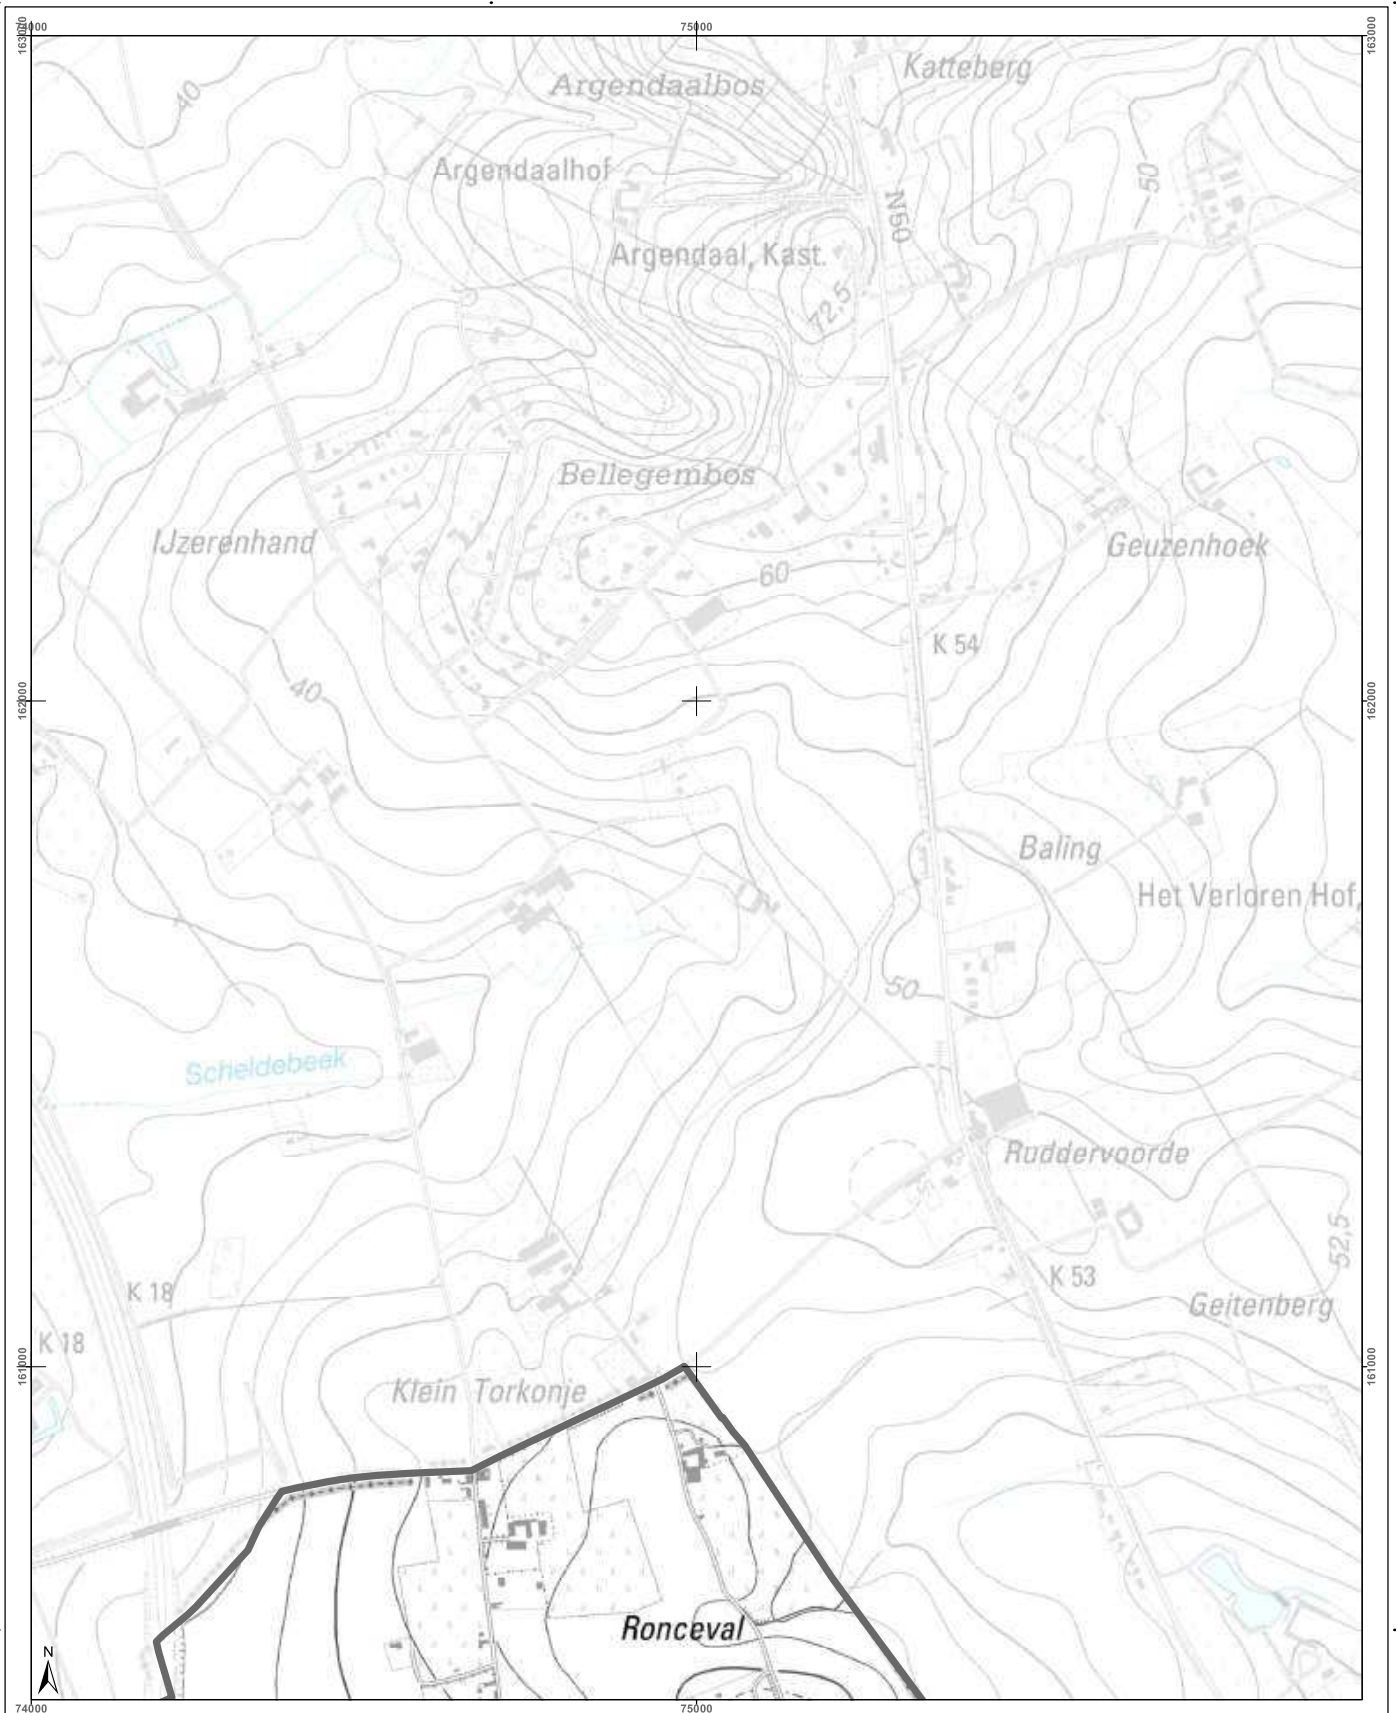 74000
75000
163000
163000
Katteberg
Argendaalbos
40
Argendaalhof
50
N50
Argendaal, Kast.
72,5
Bellegembos
IJzerenhand
Geuzenhoek
60
K 54
40
162000
162000
Baling
Het Verloren Hof,
50
Scheldebeek
Ruddervoorde
52,5
K 53
K 18
Geitenberg
K 18
161000
161000
Klein Torkonje
Ronceval
N
74000
75000